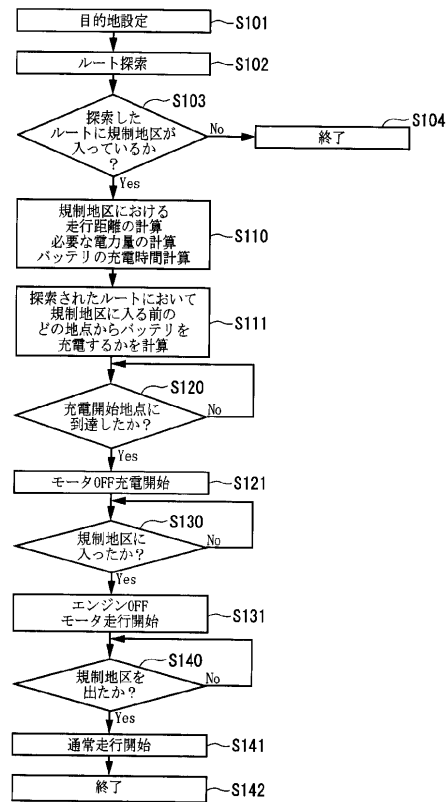 目的地設定
S101
ルート探索
S102
S103
探索した
ルートに規制地区が
入っているか
?
No
S104
終了
Yes
規制地区における
走行距離の計算
必要な電力量の計算
バッテリの充電時間計算
S110
探索されたルートにおいて
規制地区に入る前の
どの地点からバッテリを
充電するかを計算
S111
S120
充電開始地点に
到達したか?
No
Yes
モータOFF充電開始
S121
S130
規制地区に
入ったか?
No
Yes
エンジンOFF
モータ走行開始
S131
S140
規制地区を
出たか?
No
Yes
通常走行開始
S141
終了
S142